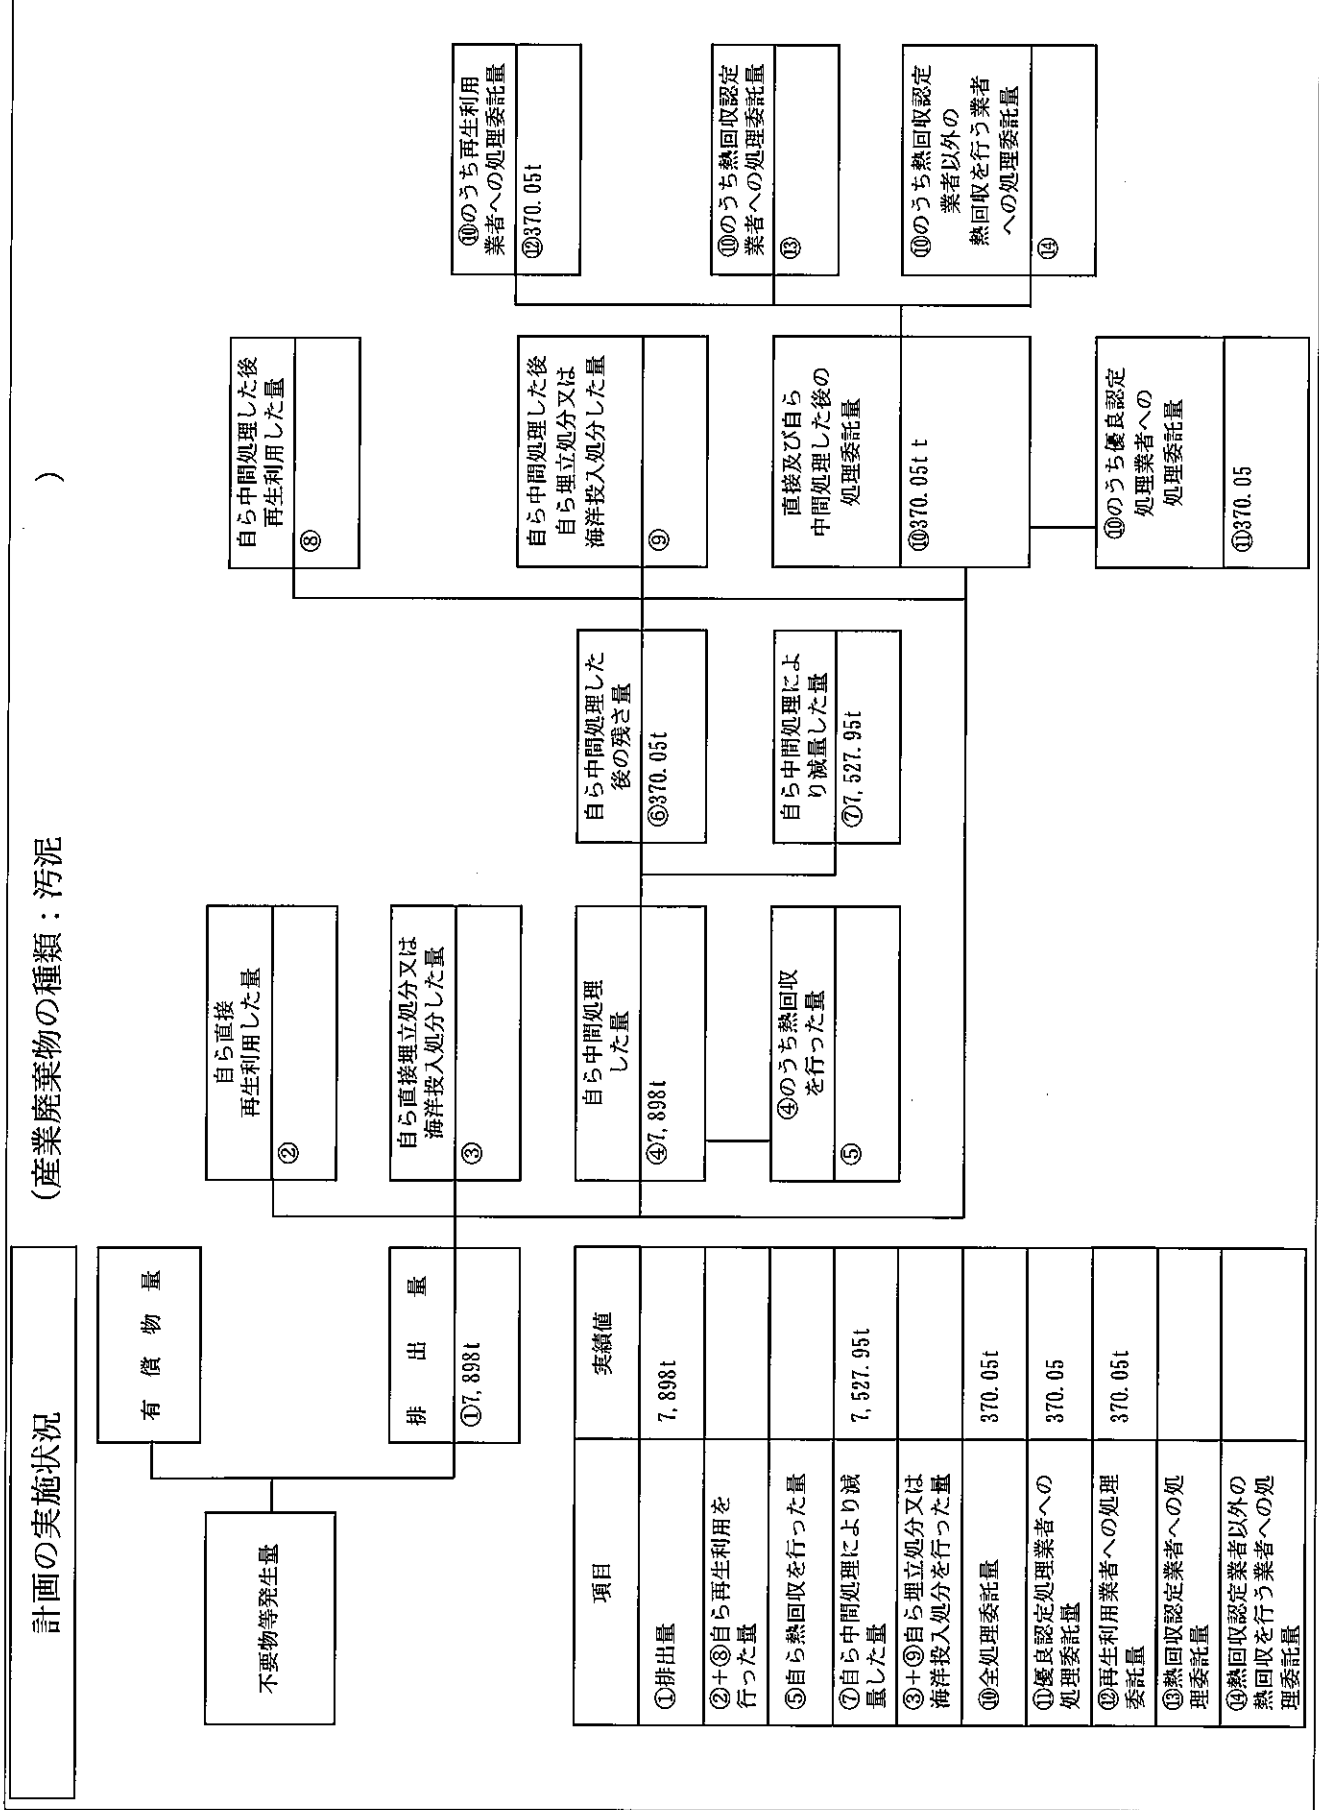 計画の実施状況
(産業廃棄物の種類：汚泥 )
不要物等発生量
有 償 物 量
排 出 量
①7,898t
自ら直接
再生利用した量
②
自ら直接埋立処分又は
海洋投入処分した量
③
自ら中間処理
した量
④7,898t
④のうち熱回収
を行った量
⑤
自ら中間処理した
後の残さ量
⑥370.05t
自ら中間処理によ
り減量した量
⑦7,527.95t
自ら中間処理した後
再生利用した量
⑧
自ら中間処理した後
自ら埋立処分又は
海洋投入処分した量
⑨
直接及び自ら
中間処理した後の
処理委託量
⑩370.05t t
⑩のうち優良認定
処理業者への
処理委託量
⑪370.05
⑩のうち再生利用
業者への処理委託量
⑫370.05t
⑩のうち熱回収認定
業者への処理委託量
⑬
⑩のうち熱回収認定
業者以外の
熱回収を行う業者
への処理委託量
⑭
項目 実績値
①排出量 7,898t
②+⑧自ら再生利用を
行った量
⑤自ら熱回収を行った量
⑦自ら中間処理により減
量した量 7,527.95t
③+⑨自ら埋立処分又は
海洋投入処分を行った量
⑩全処理委託量 370.05t
⑪優良認定処理業者への
処理委託量 370.05
⑫再生利用業者への処理
委託量 370.05t
⑬熱回収認定業者への処
理委託量
⑭熱回収認定業者以外の
熱回収を行う業者への処
理委託量